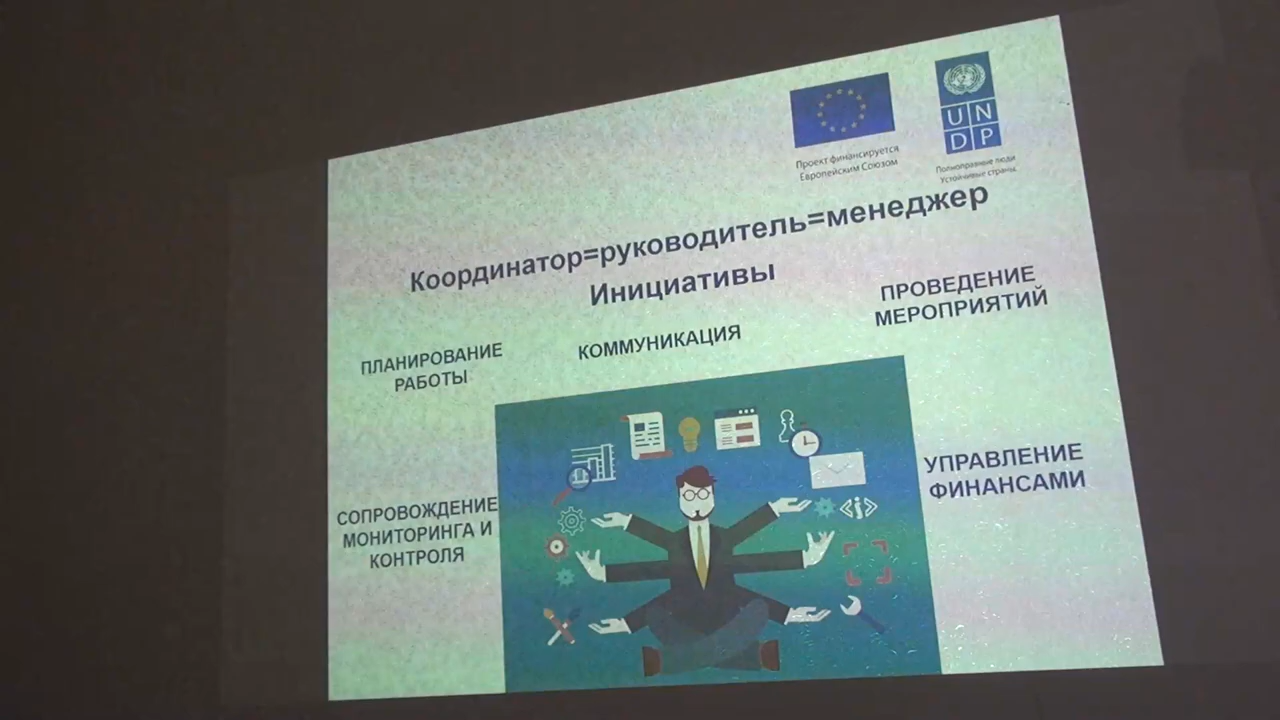 Проект финансируется
Европейским Союзом
UN
DP
Полноправные люди
Устойчивые страны.
Координатор=руководитель=менеджер
Инициативы
ПЛАНИРОВАНИЕ
РАБОТЫ
КОММУНИКАЦИЯ
ПРОВЕДЕНИЕ
МЕРОПРИЯТИЙ
СОПРОВОЖДЕНИЕ
МОНИТОРИНГА И
КОНТРОЛЯ
УПРАВЛЕНИЕ
ФИНАНСАМИ